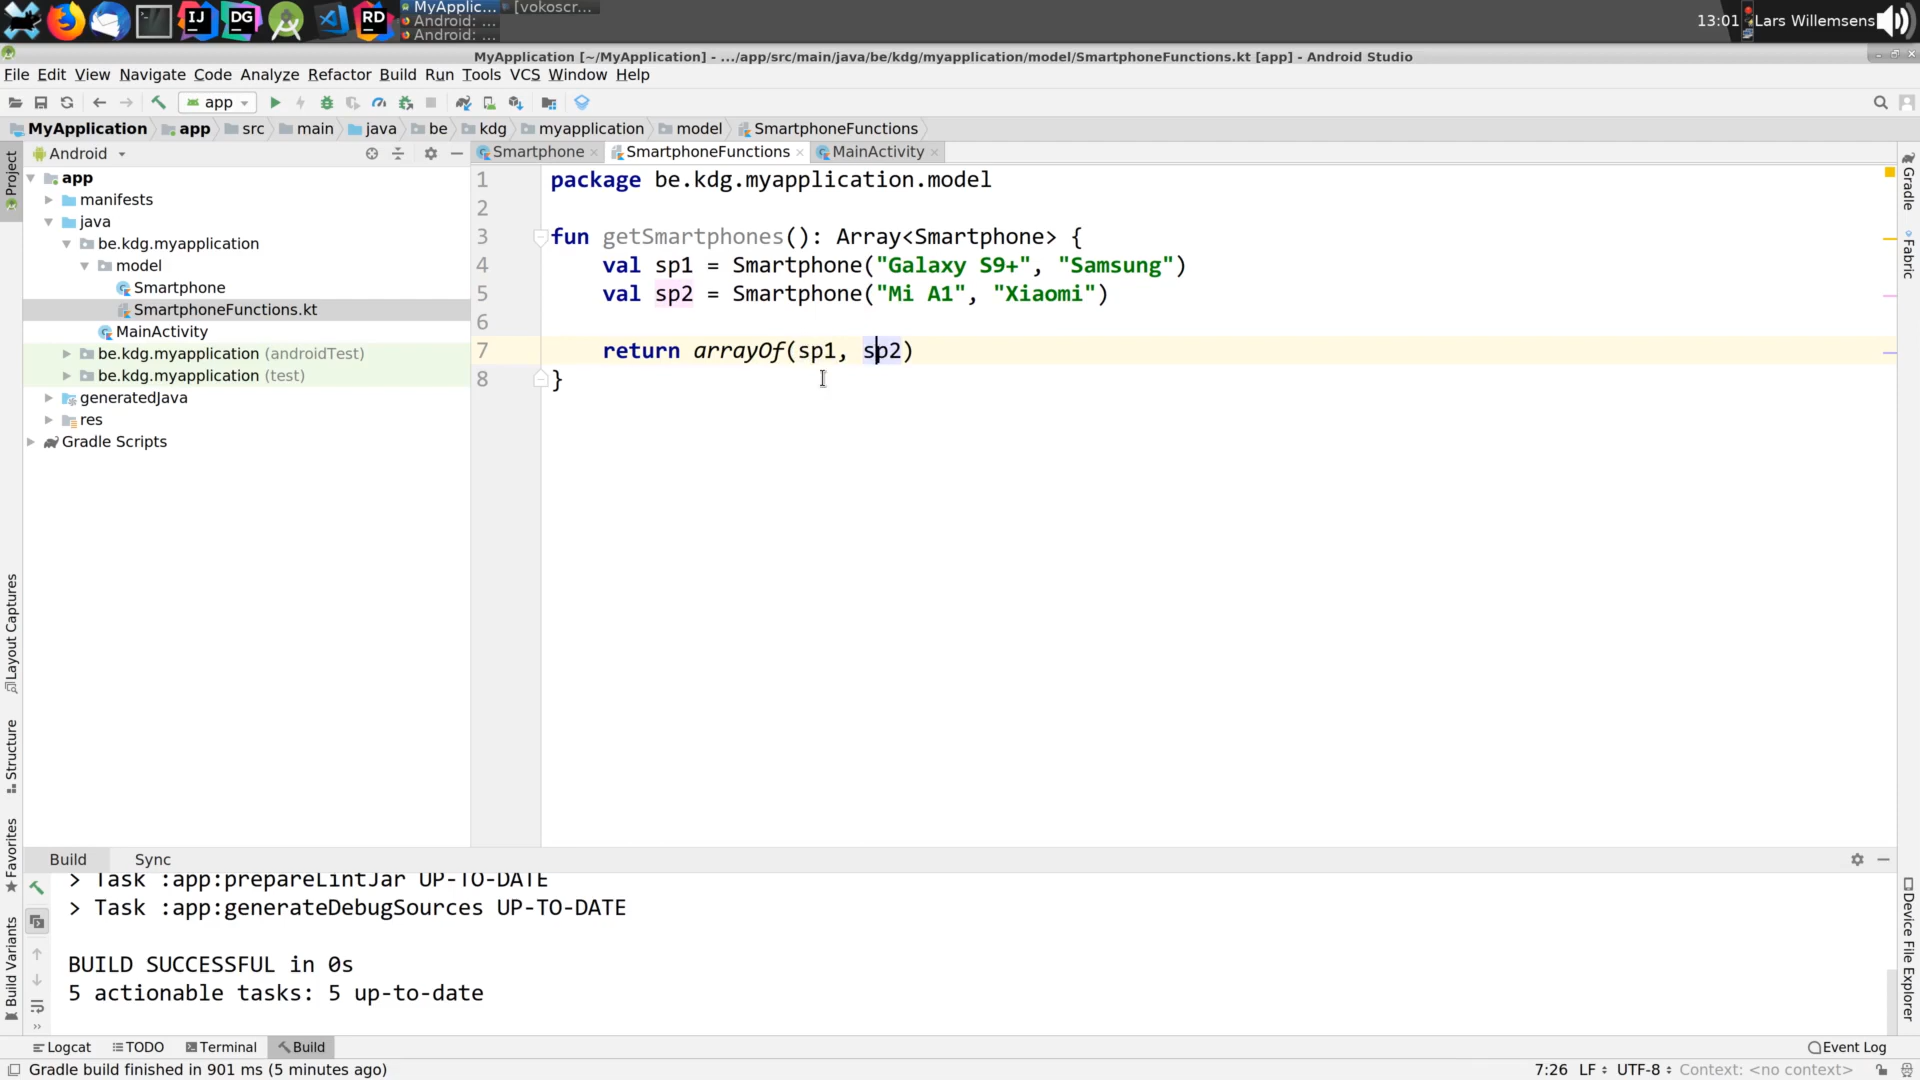 IJ
DG
RD
MyApplic...
Android: ...
Android: ...
[vokoscr...
13:01
Lars Willemsens
MyApplication [~/MyApplication] - .../app/src/main/java/be/kdg/myapplication/model/SmartphoneFunctions.kt [app] - Android Studio
File Edit View Navigate Code Analyze Refactor Build Run Tools VCS Window Help
app
MyApplication app src main java be kdg myapplication model SmartphoneFunctions
Android
Smartphone
SmartphoneFunctions
MainActivity
Project
app
manifests
java
be.kdg.myapplication
model
Smartphone
SmartphoneFunctions.kt
MainActivity
be.kdg.myapplication (androidTest)
be.kdg.myapplication (test)
generatedJava
res
Gradle Scripts
Layout Captures
Structure
Favorites
Build Variants
1 package be.kdg.myapplication.model
2
3 fun getSmartphones(): Array<Smartphone> {
4 val sp1 = Smartphone("Galaxy S9+", "Samsung")
5 val sp2 = Smartphone("Mi A1", "Xiaomi")
6
7 return arrayOf(sp1, sp2)
8 }
Gradle
Fabric
Device File Explorer
Build Sync
> Task :app:prepareLintJar UP-TO-DATE
> Task :app:generateDebugSources UP-TO-DATE
BUILD SUCCESSFUL in 0s
5 actionable tasks: 5 up-to-date
Logcat TODO Terminal Build
Event Log
Gradle build finished in 901 ms (5 minutes ago)
7:26 LF UTF-8 Context: <no context>